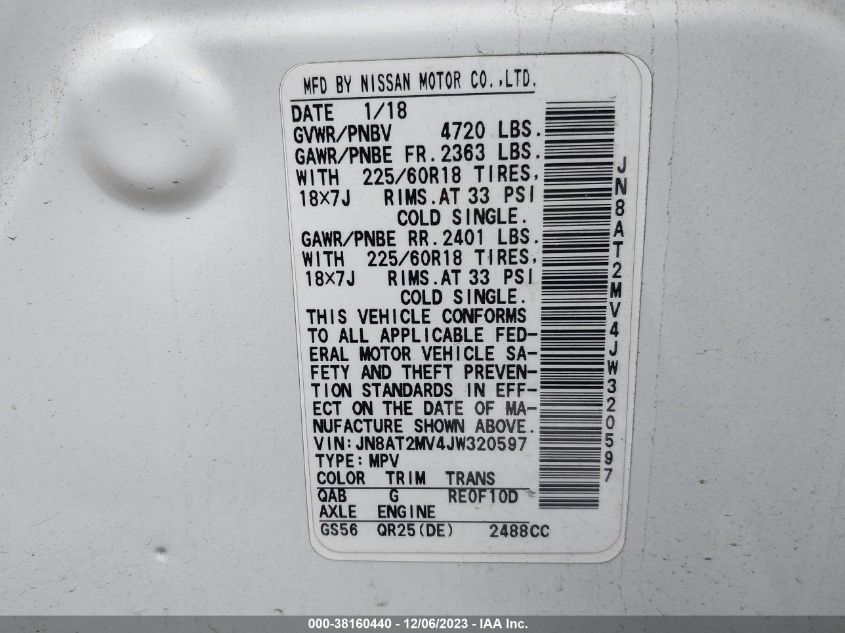 MFD BY NISSAN MOTOR CO.,LTD.
DATE 1/18
GVWR/PNBV 4720 LBS.
GAWR/PNBE FR. 2363 LBS.
WITH 225/60R18 TIRES,
18×7J RIMS.AT 33 PSI
COLD SINGLE.
GAWR/PNBE RR. 2401 LBS.
WITH 225/60R18 TIRES,
18×7J RIMS.AT 33 PSI
COLD SINGLE.
THIS VEHICLE CONFORMS
TO ALL APPLICABLE FED-
ERAL MOTOR VEHICLE SA-
FETY AND THEFT PREVEN-
TION STANDARDS IN EFF-
ECT ON THE DATE OF MA-
NUFACTURE SHOWN ABOVE.
VIN:JN8AT2MV4JW320597
TYPE:MPV
COLOR TRIM TRANS
QAB G RE0F10D
AXLE ENGINE
GS56 QR25(DE) 2488CC
JN8AT2MV4JW320597
000-38160440 - 12/06/2023 - IAA Inc.